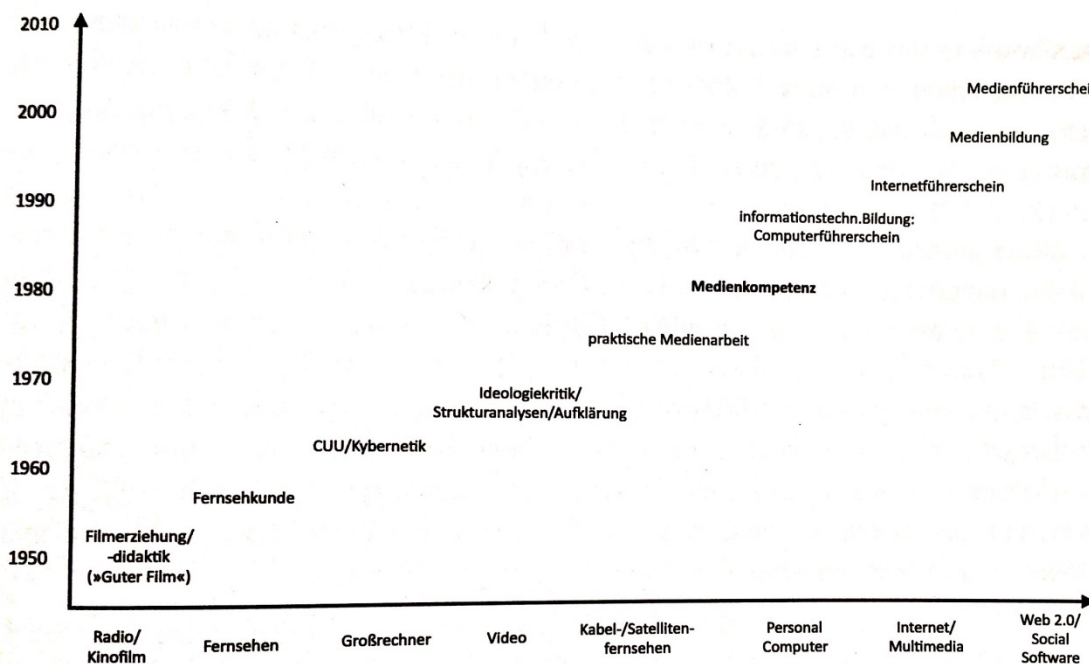 2010
Medienführerschei
2000
Medienbildung
Internetführerschein
1990
informationstechn.Bildung:
Computerführerschein
1980
Medienkompetenz
praktische Medienarbeit
1970
Ideologiekritik/
Strukturanalysen/Aufklärung
CUU/Kybernetik
1960
Fernsehkunde
Filmerziehung/
-didaktik
(»Guter Film«)
1950
Radio/
Kinofilm
Fernsehen
Großrechner
Video
Kabel-/Satelliten-
fernsehen
Personal
Computer
Internet/
Multimedia
Web 2.0/
Social
Software